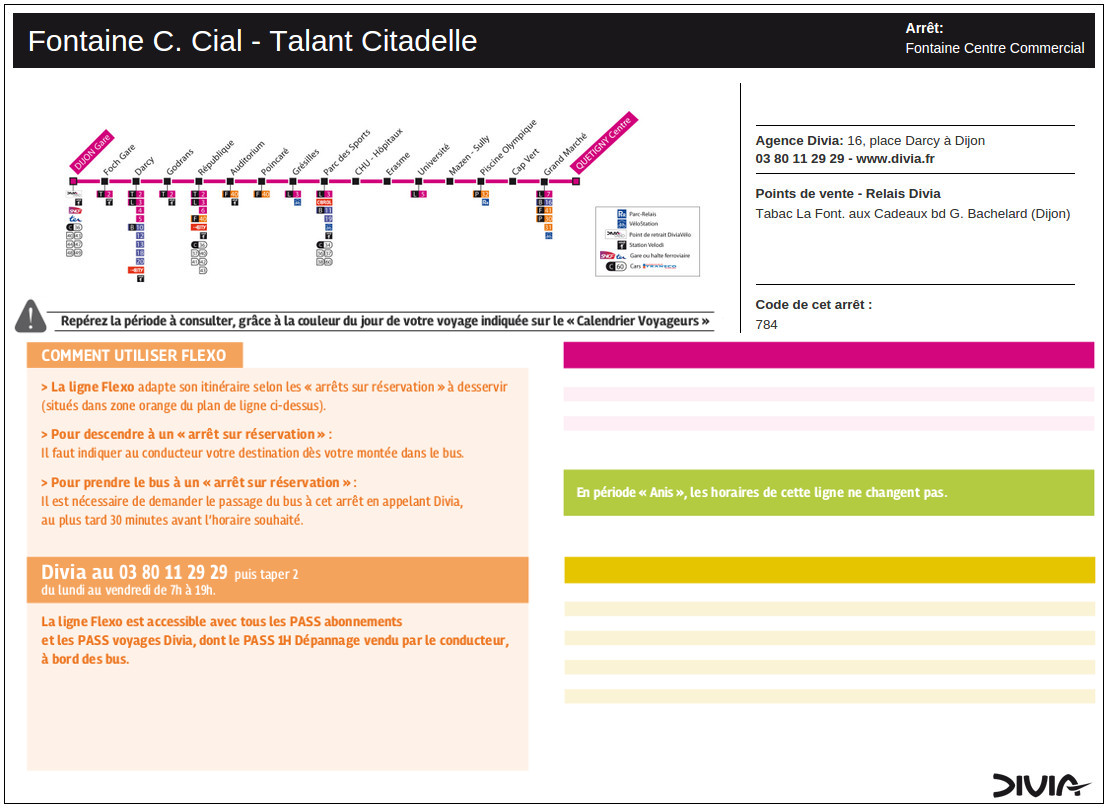 Fontaine C. Cial - Talant Citadelle
Arrêt:
Fontaine Centre Commercial
DIJON Gare
Foch Gare
Darcy
Godrans
République
Auditorium
Poincaré
Grésilles
Parc des Sports
CHU - Hôpitaux
Erasme
Université
Mazen - Sully
Piscine Olympique
Cap Vert
Grand Marché
QUETIGNY Centre
Parc-Relais
VéloStation
Point de retrait DiviaVélo
Station Velodi
Gare ou halte ferroviaire
C 60 Cars TRANSCO
Agence Divia: 16, place Darcy à Dijon
03 80 11 29 29 - www.divia.fr
Points de vente - Relais Divia
Tabac La Font. aux Cadeaux bd G. Bachelard (Dijon)
Code de cet arrêt :
784
Repérez la période à consulter, grâce à la couleur du jour de votre voyage indiquée sur le « Calendrier Voyageurs »
COMMENT UTILISER FLEXO
> La ligne Flexo adapte son itinéraire selon les « arrêts sur réservation » à desservir
(situés dans zone orange du plan de ligne ci-dessus).
> Pour descendre à un « arrêt sur réservation » :
Il faut indiquer au conducteur votre destination dès votre montée dans le bus.
> Pour prendre le bus à un « arrêt sur réservation » :
Il est nécessaire de demander le passage du bus à cet arrêt en appelant Divia,
au plus tard 30 minutes avant l'horaire souhaité.
Divia au 03 80 11 29 29 puis taper 2
du lundi au vendredi de 7h à 19h.
La ligne Flexo est accessible avec tous les PASS abonnements
et les PASS voyages Divia, dont le PASS 1H Dépannage vendu par le conducteur,
à bord des bus.
En période « Anis », les horaires de cette ligne ne changent pas.
DIVIA